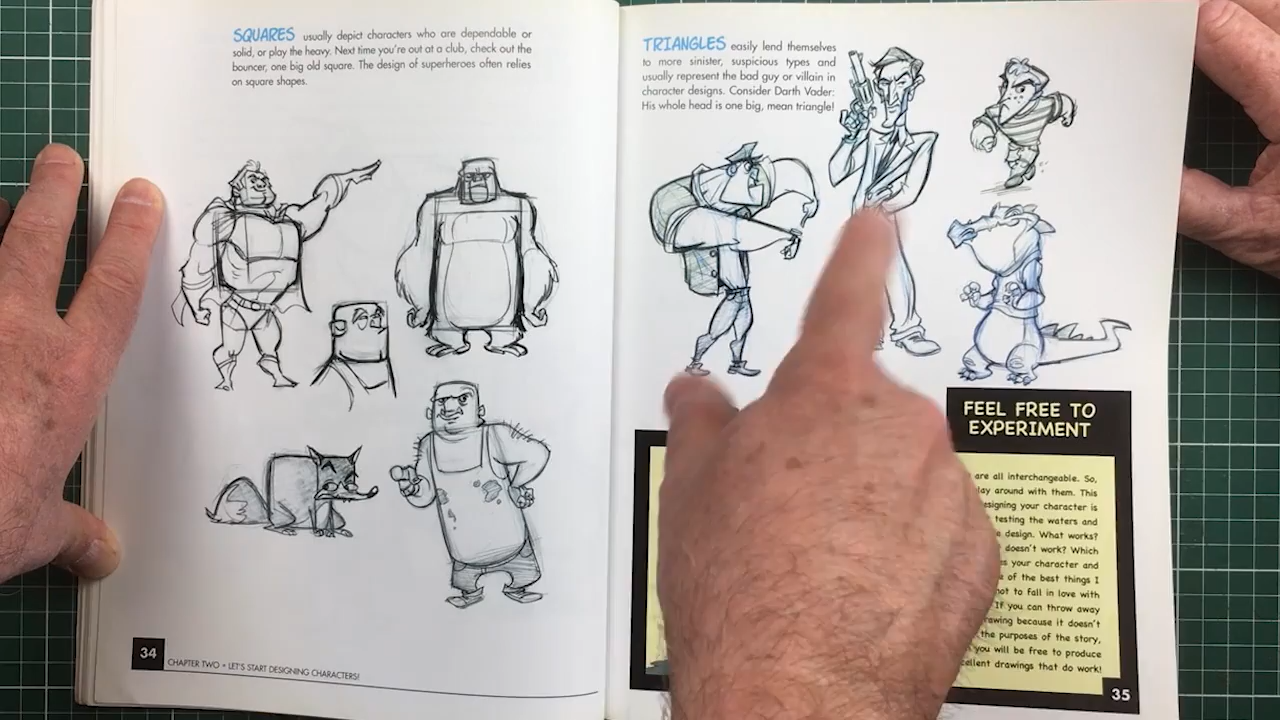 SQUARES usually depict characters who are dependable or
solid, or play the heavy. Next time you're out at a club, check out the
bouncer, one big old square. The design of superheroes often relies
on square shapes.
34
CHAPTER TWO • LET'S START DESIGNING CHARACTERS!
TRIANGLES easily lend themselves
to more sinister, suspicious types and
usually represent the bad guy or villain in
character designs. Consider Darth Vader:
His whole head is one big, mean triangle!
FEEL FREE TO
EXPERIMENT
are all interchangeable. So,
play around with them. This
designing your character is
testing the waters and
design. What works?
doesn't work? Which
your character and
of the best things I
not to fall in love with
If you can throw away
drawing because it doesn't
the purposes of the story,
you will be free to produce
excellent drawings that do work!
35